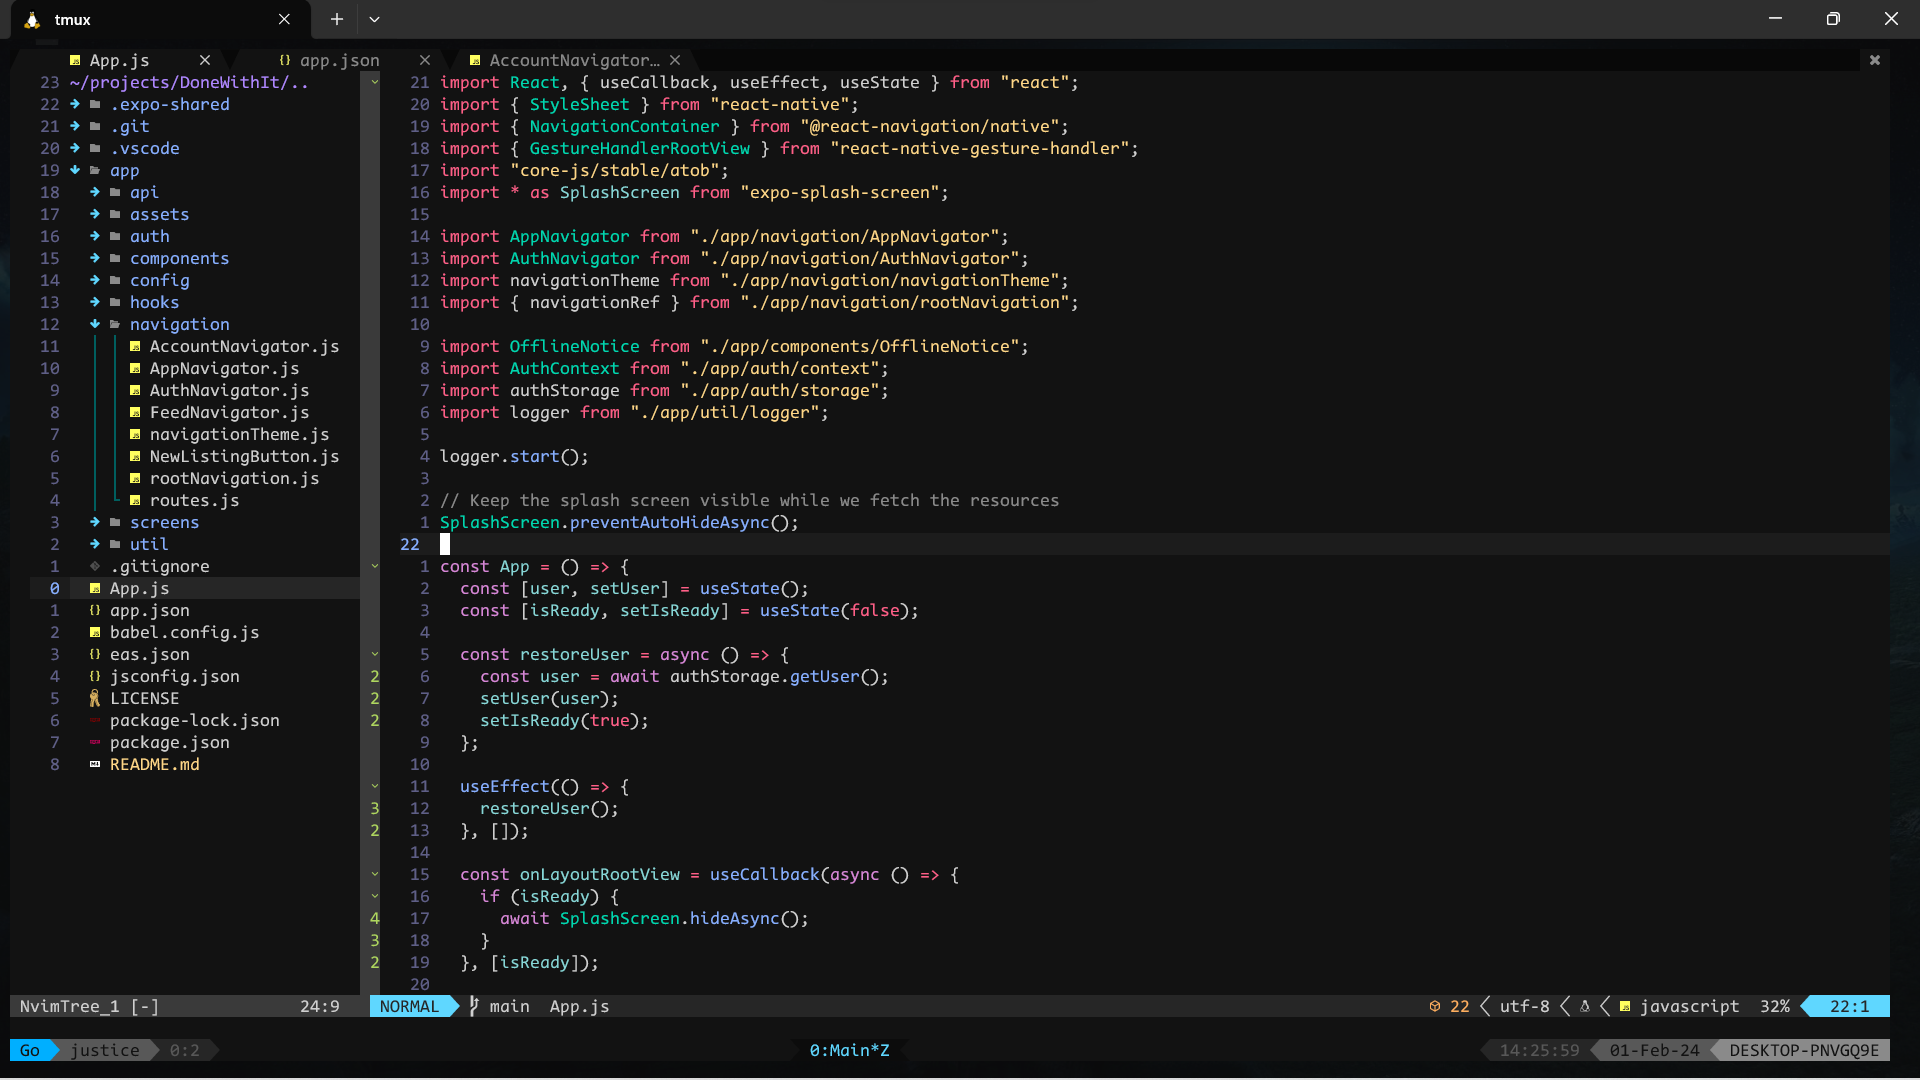 tmux
App.js app.json AccountNavigator…
23 ~/projects/DoneWithIt/..
22 .expo-shared
21 .git
20 .vscode
19 app
18 api
17 assets
16 auth
15 components
14 config
13 hooks
12 navigation
11 AccountNavigator.js
10 AppNavigator.js
9 AuthNavigator.js
8 FeedNavigator.js
7 navigationTheme.js
6 NewListingButton.js
5 rootNavigation.js
4 routes.js
3 screens
2 util
1 .gitignore
0 App.js
1 app.json
2 babel.config.js
3 eas.json
4 jsconfig.json
5 LICENSE
6 package-lock.json
7 package.json
8 README.md
21 import React, { useCallback, useEffect, useState } from "react";
20 import { StyleSheet } from "react-native";
19 import { NavigationContainer } from "@react-navigation/native";
18 import { GestureHandlerRootView } from "react-native-gesture-handler";
17 import "core-js/stable/atob";
16 import * as SplashScreen from "expo-splash-screen";
15
14 import AppNavigator from "./app/navigation/AppNavigator";
13 import AuthNavigator from "./app/navigation/AuthNavigator";
12 import navigationTheme from "./app/navigation/navigationTheme";
11 import { navigationRef } from "./app/navigation/rootNavigation";
10
9 import OfflineNotice from "./app/components/OfflineNotice";
8 import AuthContext from "./app/auth/context";
7 import authStorage from "./app/auth/storage";
6 import logger from "./app/util/logger";
5
4 logger.start();
3
2 // Keep the splash screen visible while we fetch the resources
1 SplashScreen.preventAutoHideAsync();
22
1 const App = () => {
2 const [user, setUser] = useState();
3 const [isReady, setIsReady] = useState(false);
4
5 const restoreUser = async () => {
2 6 const user = await authStorage.getUser();
2 7 setUser(user);
2 8 setIsReady(true);
9 };
10
11 useEffect(() => {
3 12 restoreUser();
2 13 }, []);
14
15 const onLayoutRootView = useCallback(async () => {
16 if (isReady) {
4 17 await SplashScreen.hideAsync();
3 18 }
2 19 }, [isReady]);
20
NvimTree_1 [-] 24:9 NORMAL main App.js 22 utf-8 javascript 32% 22:1
Go justice 0:2 0:Main*Z 14:25:59 01-Feb-24 DESKTOP-PNVGQ9E